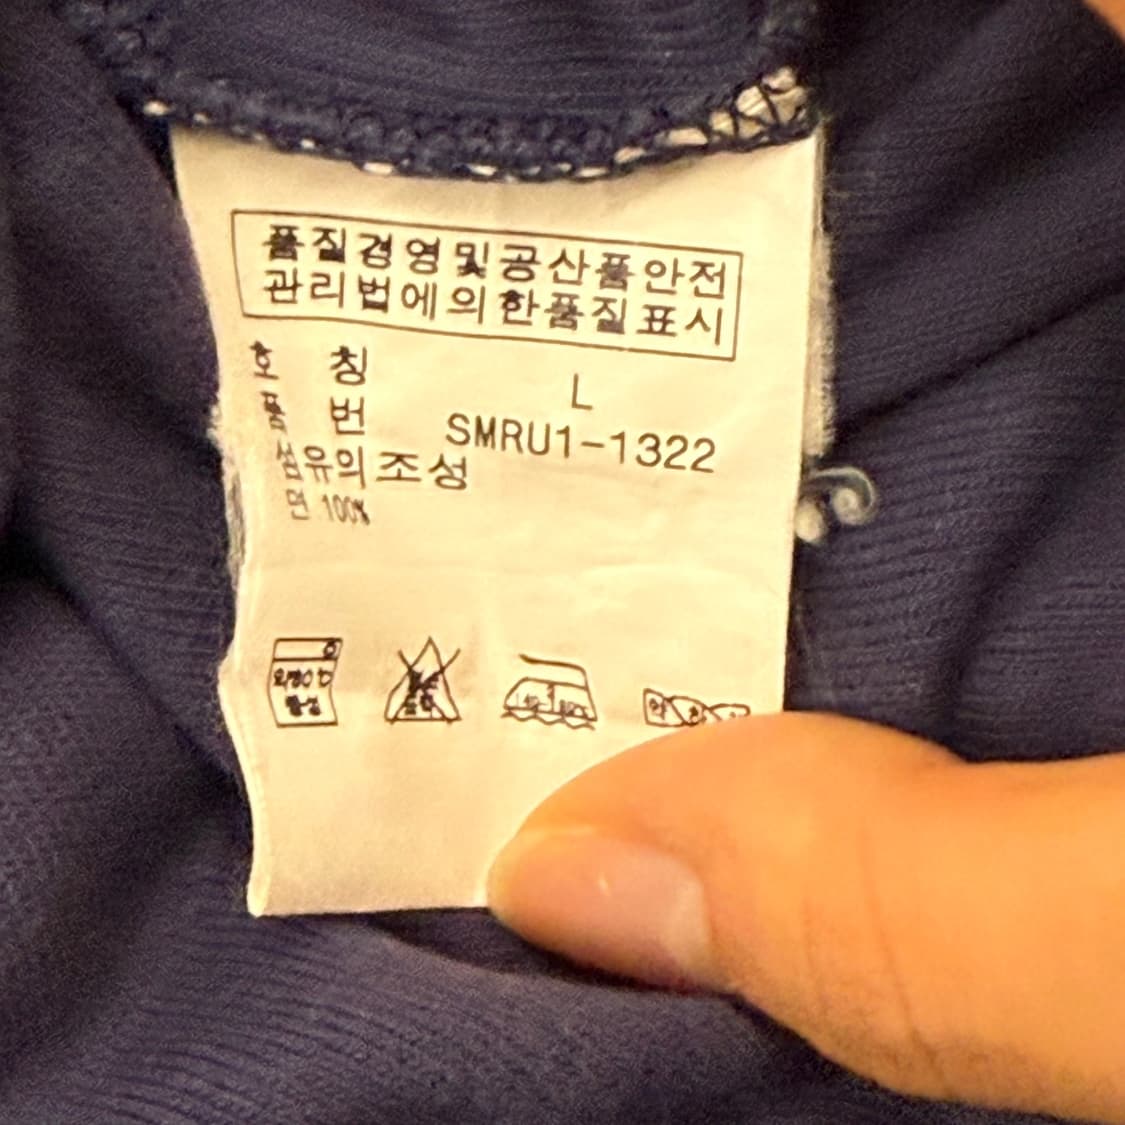 품질경영및공산품안전
관리법에의한품질표시
호 칭 L
품 번 SMRU1-1322
섬유의 조성
면 100%
약